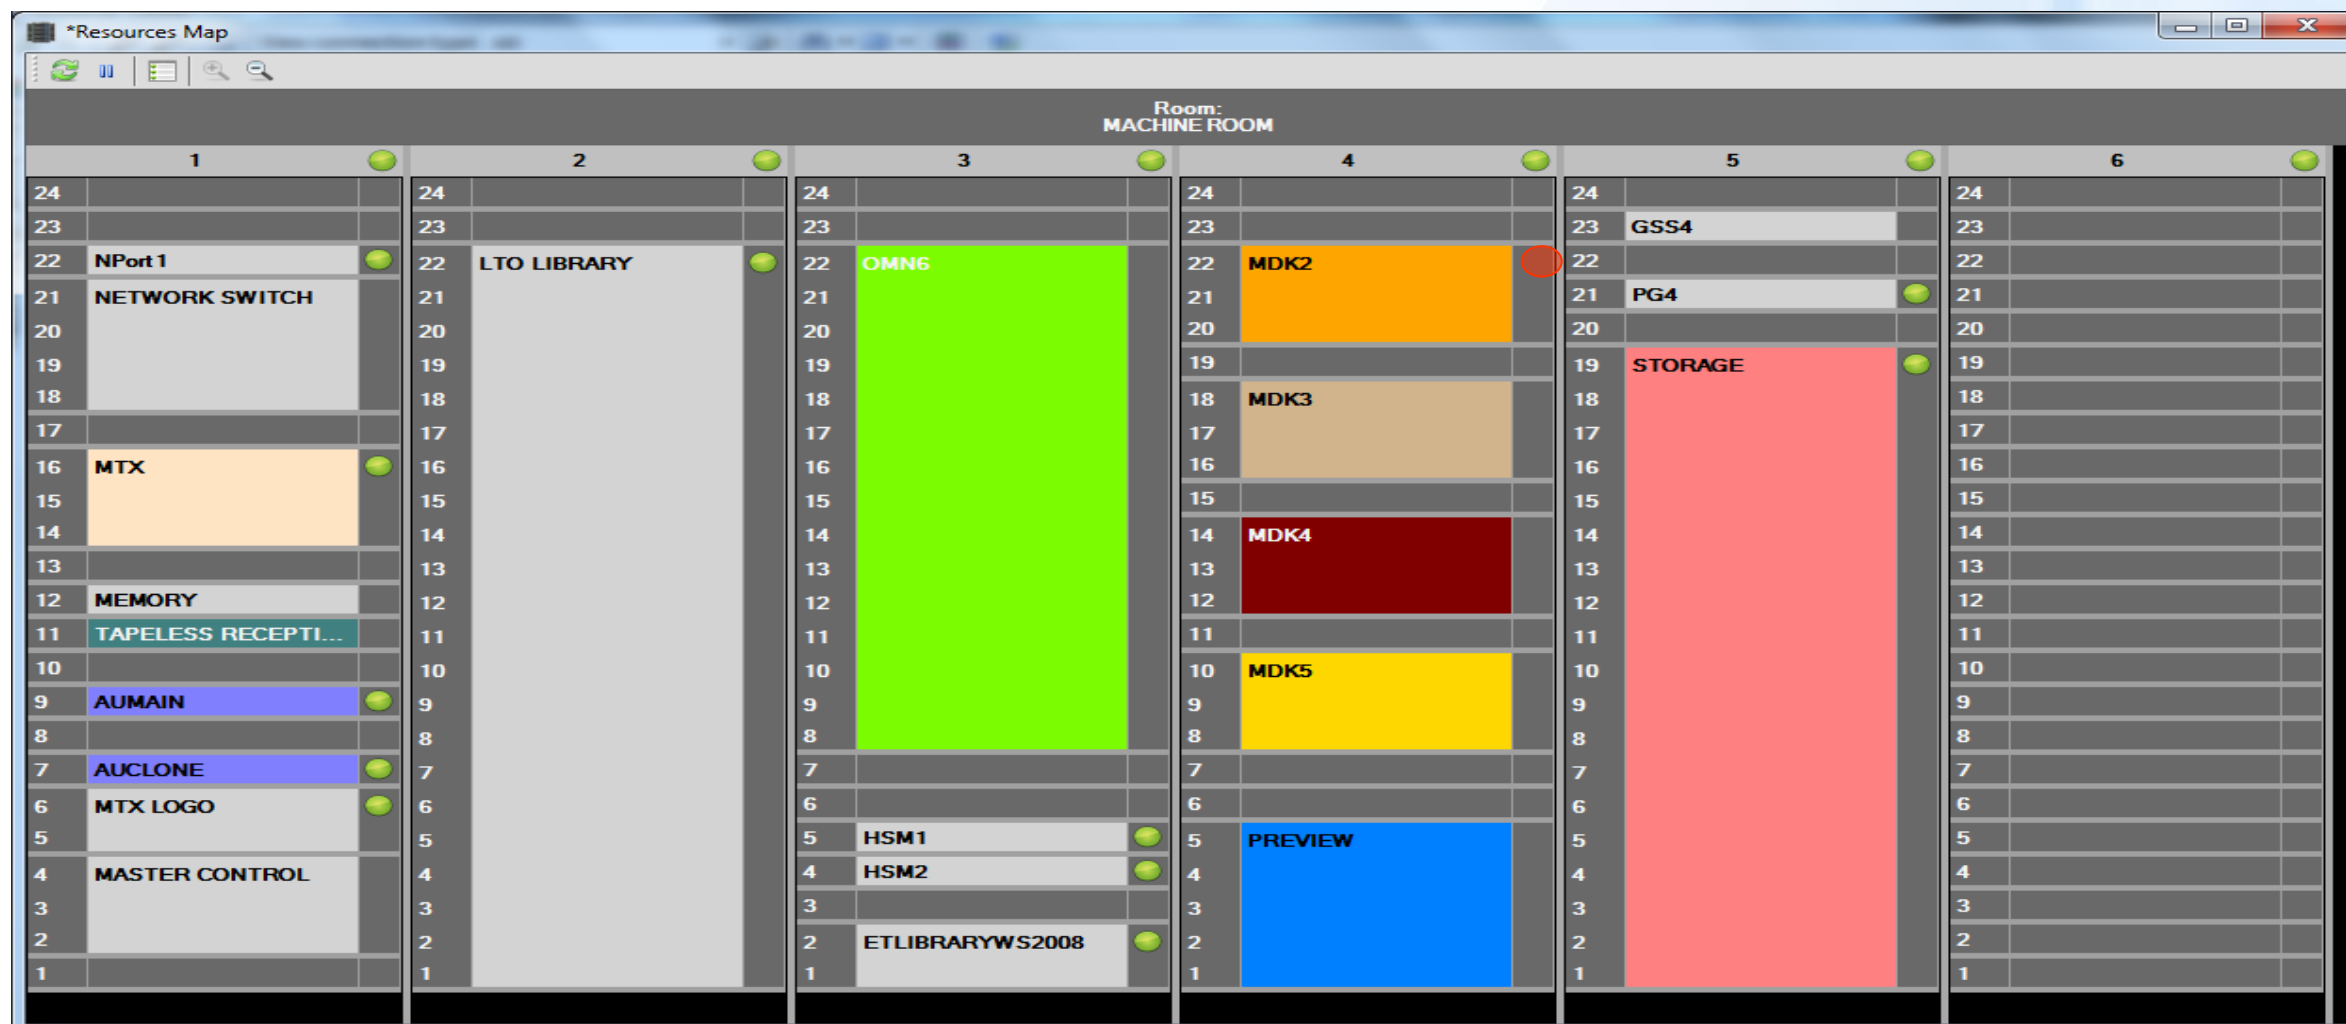 *Resources Map
Room:
MACHINE ROOM
1 2 3 4 5 6
24 24 24 24 24 24
23 23 23 23 23 GSS4 23
22 NPort1 22 LTO LIBRARY 22 OMN6 22 MDK2 22 22
21 NETWORK SWITCH 21 21 21 21 PG4 21
20 20 20 20 20 20
19 19 19 19 19 STORAGE 19
18 18 18 18 MDK3 18 18
17 17 17 17 17 17
16 MTX 16 16 16 16 16
15 15 15 15 15 15
14 14 14 14 MDK4 14 14
13 13 13 13 13 13
12 MEMORY 12 12 12 12 12
11 TAPELESS RECEPTI... 11 11 11 11 11
10 10 10 10 MDK5 10 10
9 AUMAIN 9 9 9 9 9
8 8 8 8 8 8
7 AUCLONE 7 7 7 7 7
6 MTX LOGO 6 6 6 6 6
5 5 5 HSM1 5 PREVIEW 5 5
4 MASTER CONTROL 4 4 HSM2 4 4 4
3 3 3 3 3 3
2 2 2 ETLIBRARYWS2008 2 2 2
1 1 1 1 1 1